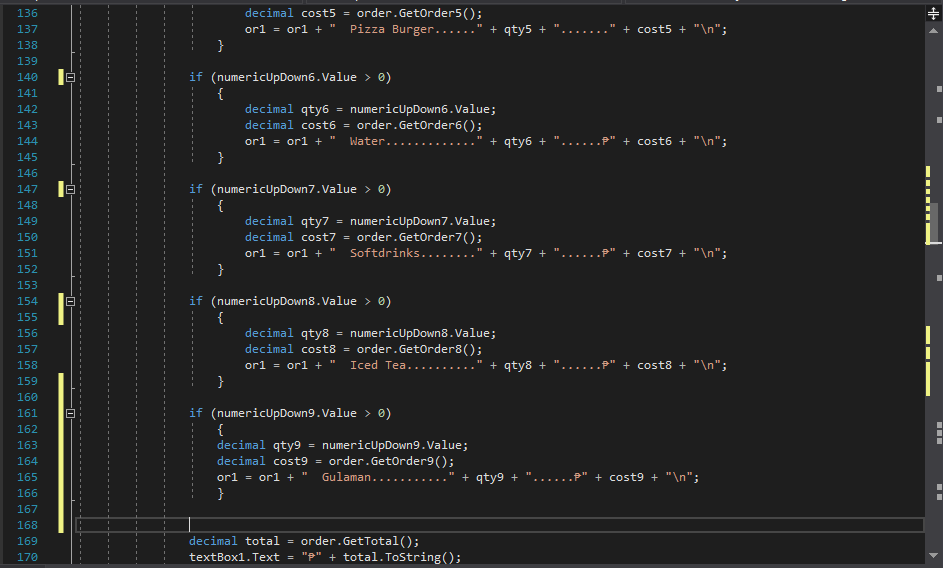 136 decimal cost5 = order.GetOrder5();
137 or1 = or1 + "  Pizza Burger......" + qty5 + "......." + cost5 + "\n";
138 }
139
140 if (numericUpDown6.Value > 0)
141 {
142 decimal qty6 = numericUpDown6.Value;
143 decimal cost6 = order.GetOrder6();
144 or1 = or1 + "  Water............." + qty6 + "......₱" + cost6 + "\n";
145 }
146
147 if (numericUpDown7.Value > 0)
148 {
149 decimal qty7 = numericUpDown7.Value;
150 decimal cost7 = order.GetOrder7();
151 or1 = or1 + "  Softdrinks........" + qty7 + "......₱" + cost7 + "\n";
152 }
153
154 if (numericUpDown8.Value > 0)
155 {
156 decimal qty8 = numericUpDown8.Value;
157 decimal cost8 = order.GetOrder8();
158 or1 = or1 + "  Iced Tea.........." + qty8 + "......₱" + cost8 + "\n";
159 }
160
161 if (numericUpDown9.Value > 0)
162 {
163 decimal qty9 = numericUpDown9.Value;
164 decimal cost9 = order.GetOrder9();
165 or1 = or1 + "  Gulaman..........." + qty9 + "......₱" + cost9 + "\n";
166 }
167
168
169 decimal total = order.GetTotal();
170 textBox1.Text = "₱" + total.ToString();